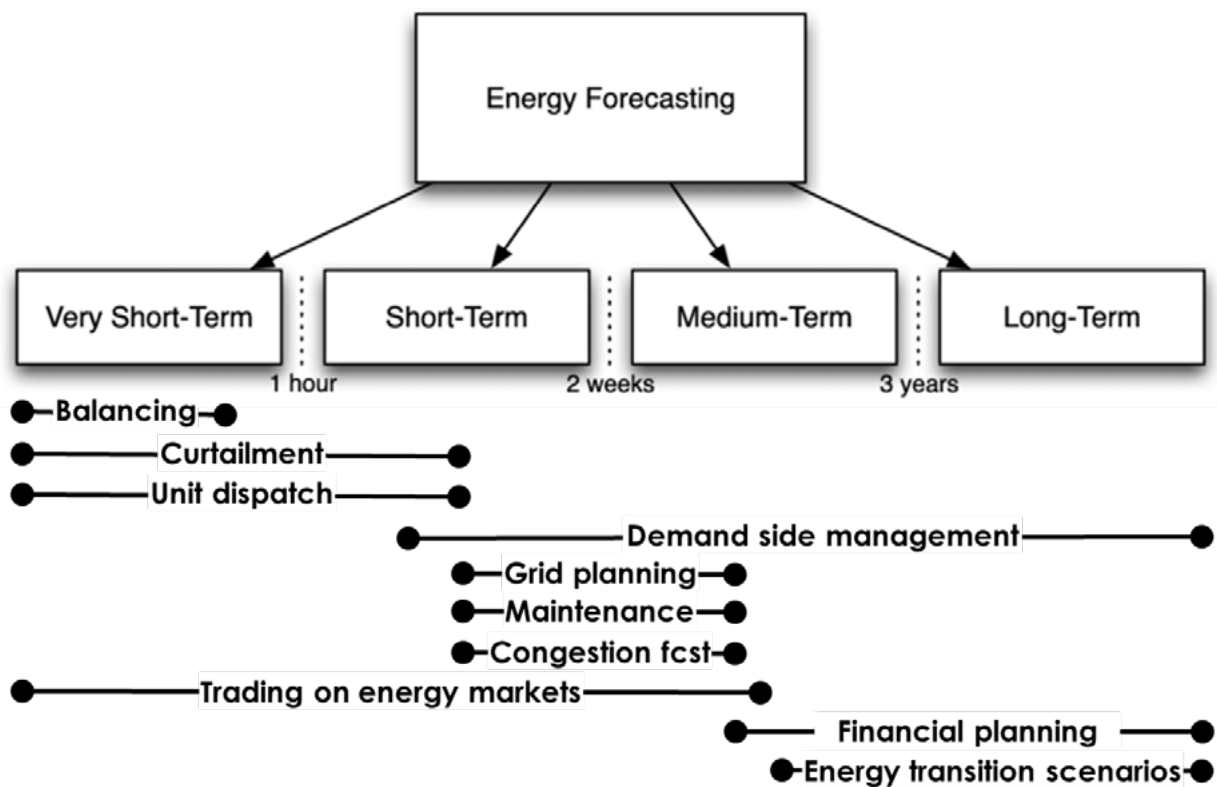 Energy Forecasting
Very Short-Term
Short-Term
Medium-Term
Long-Term
1 hour
2 weeks
3 years
Balancing
Curtailment
Unit dispatch
Demand side management
Grid planning
Maintenance
Congestion fcst
Trading on energy markets
Financial planning
Energy transition scenarios